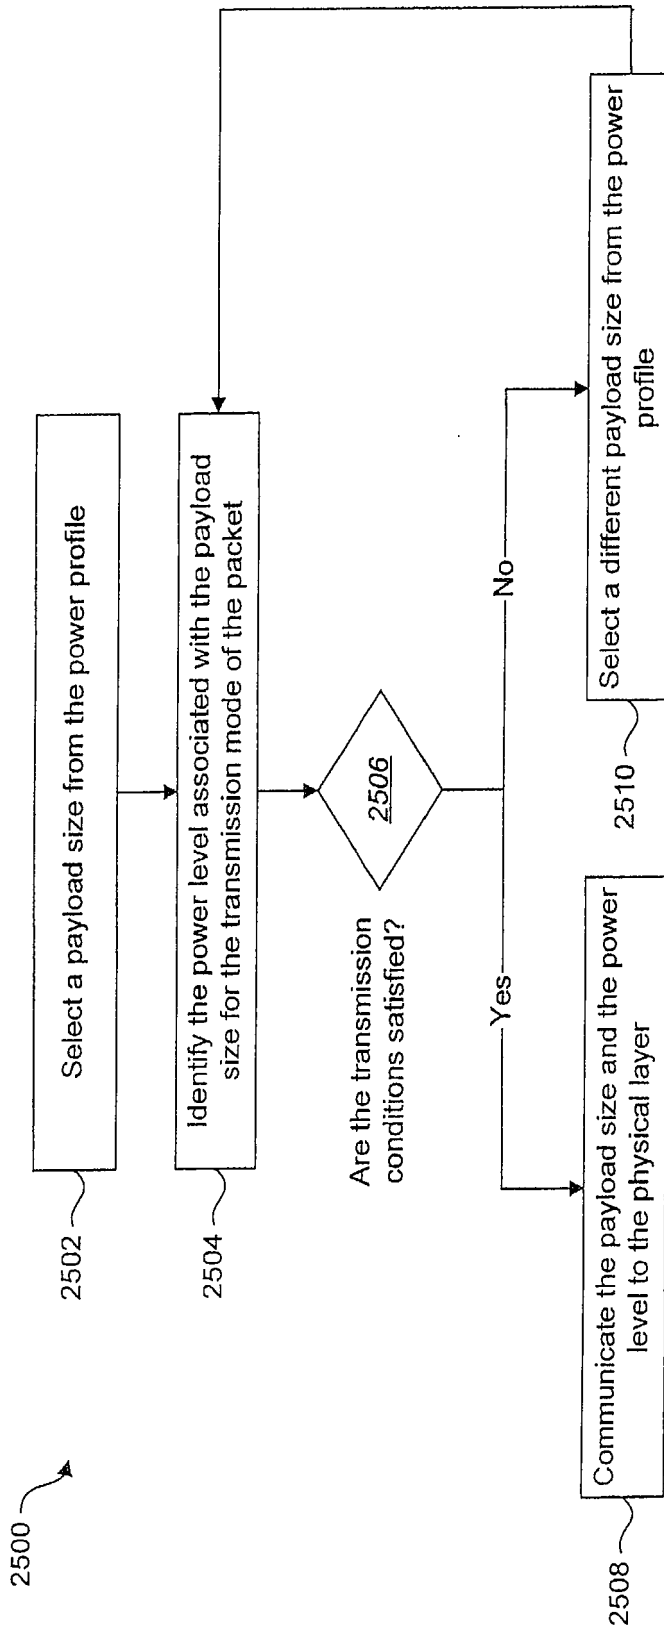 2500
2502
Select a payload size from the power profile
2504
Identify the power level associated with the payload
size for the transmission mode of the packet
Are the transmission
conditions satisfied?
2506
Yes
No
2508
Communicate the payload size and the power
level to the physical layer
2510
Select a different payload size from the power
profile